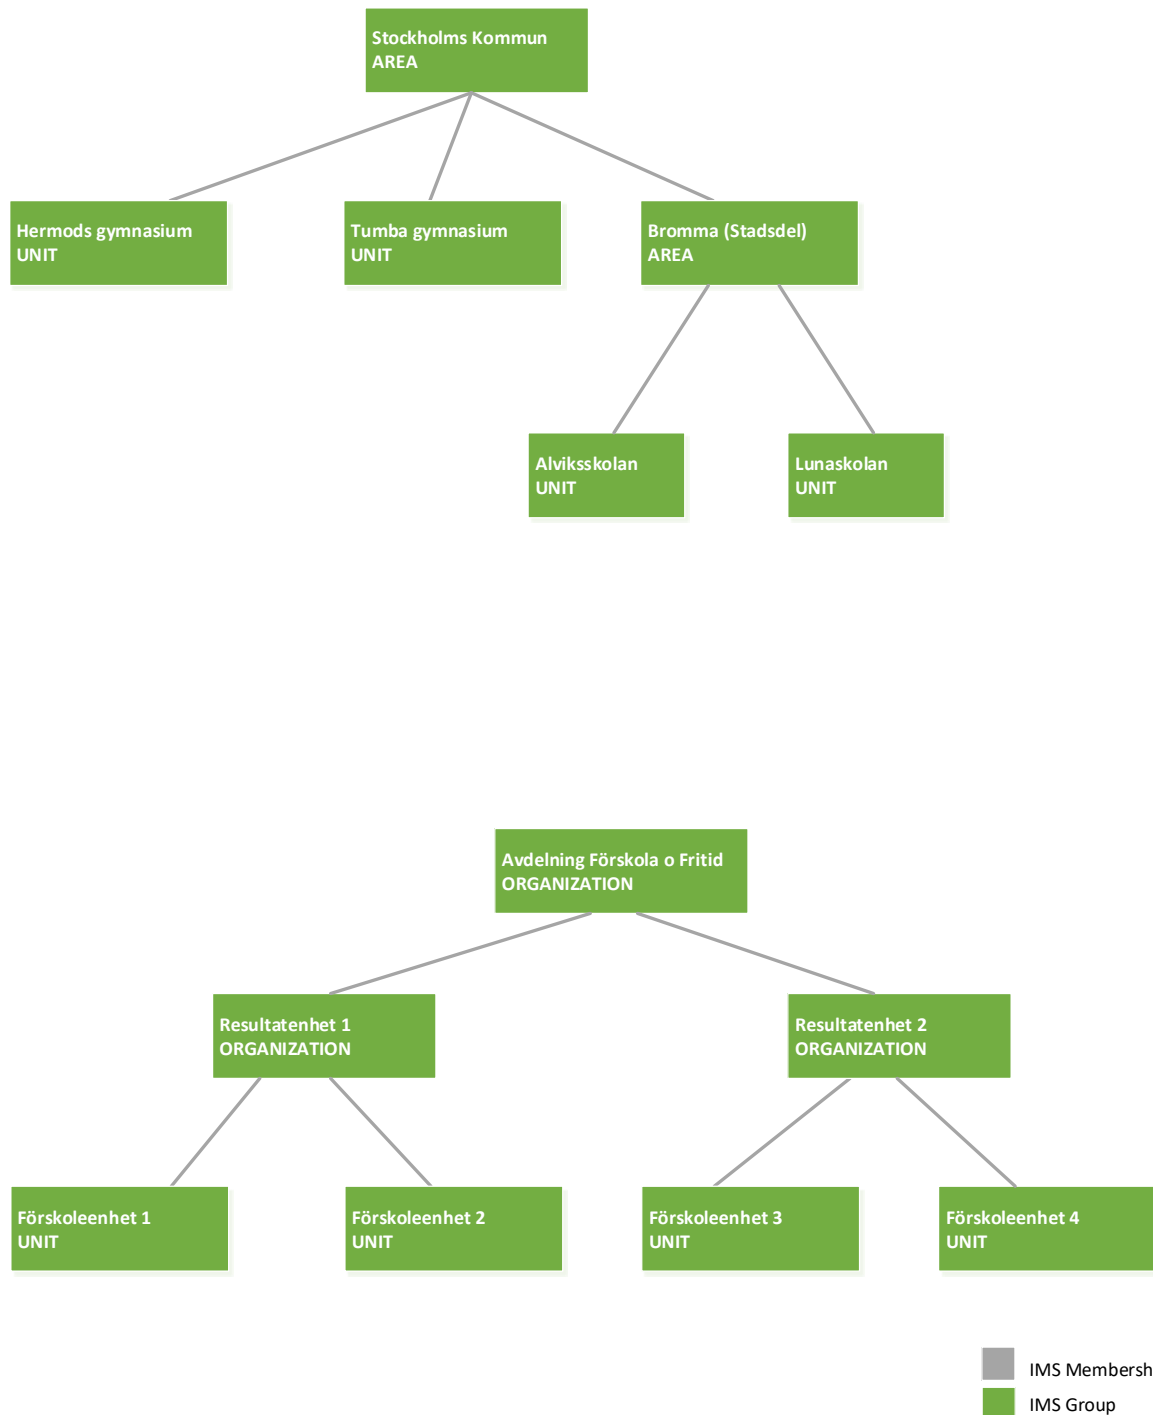 Stockholms Kommun
AREA
Hermods gymnasium
UNIT
Tumba gymnasium
UNIT
Bromma (Stadsdel)
AREA
Alviksskolan
UNIT
Lunaskolan
UNIT
Avdelning Förskola o Fritid
ORGANIZATION
Resultatenhet 1
ORGANIZATION
Resultatenhet 2
ORGANIZATION
Förskoleenhet 1
UNIT
Förskoleenhet 2
UNIT
Förskoleenhet 3
UNIT
Förskoleenhet 4
UNIT
IMS Membersh
IMS Group